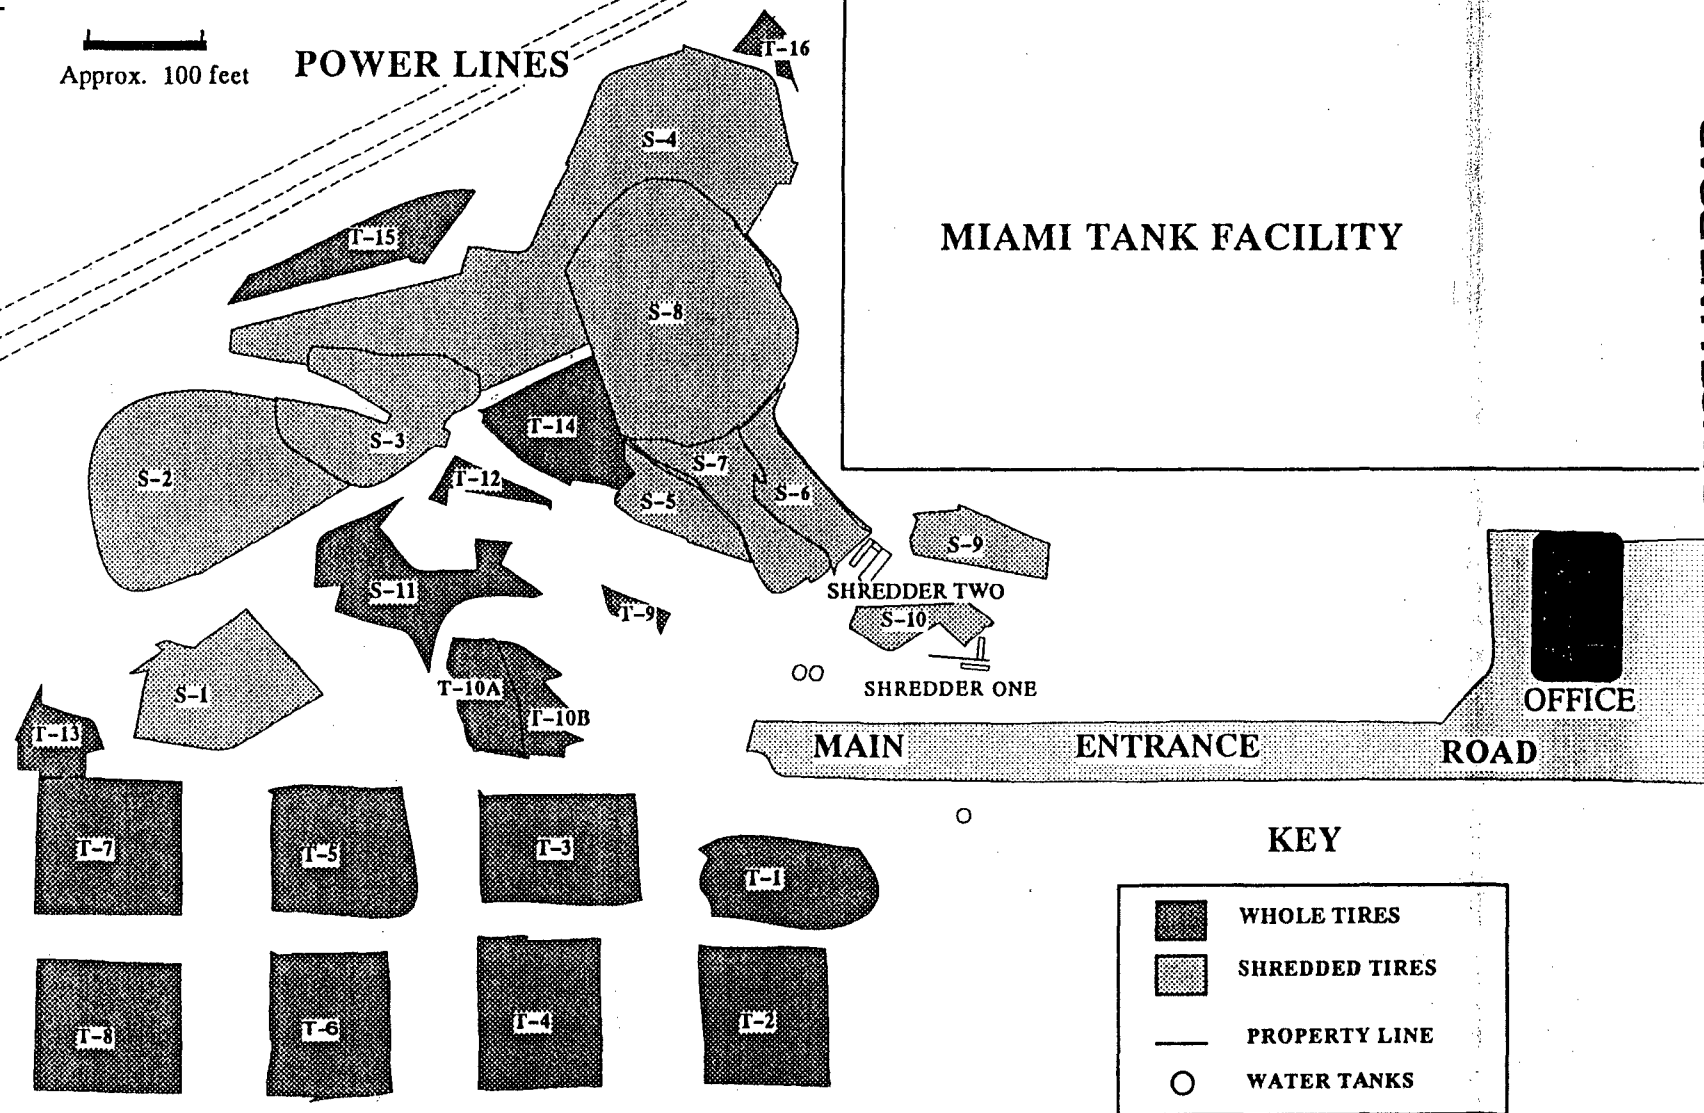 T-16
POWER LINES
Approx. 100 feet
S-4
T-15
MIAMI TANK FACILITY
S-8
T-14
S-3
S-7
S-2
T-12
S-6
S-5
S-9
S-11
SHREDDER TWO
T-9
S-10
T-10A
SHREDDER ONE
S-1
OFFICE
T-10B
T-13
MAIN ENTRANCE ROAD
T-7
T-5
T-3
KEY
T-1
WHOLE TIRES
SHREDDED TIRES
T-8
T-6
T-4
T-2
PROPERTY LINE
WATER TANKS